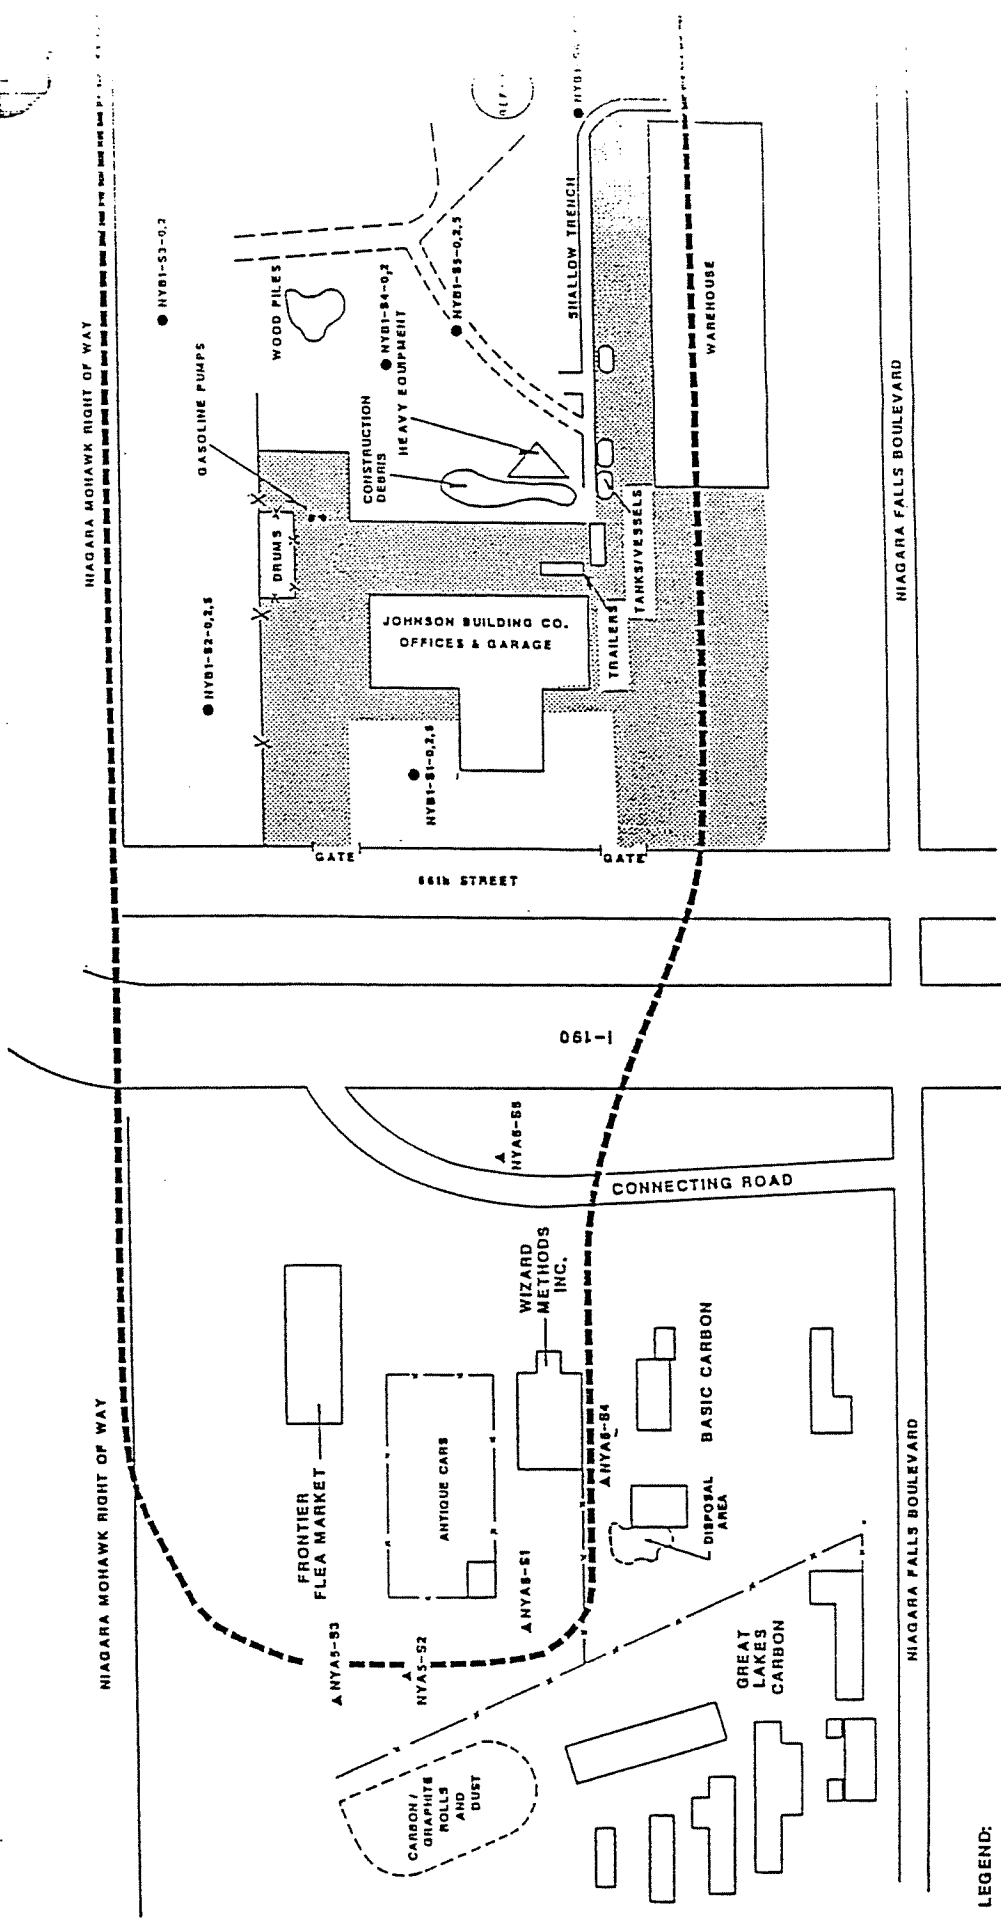 NIAGARA MOHAWK RIGHT OF WAY
NYB1-S3-0,2
GASOLINE PUMPS
WOOD PILES
NYB1-S4-0,2
HEAVY EQUIPMENT
NYB1-S5-0,2,5
SHALLOW TRENCH
WAREHOUSE
CONSTRUCTION
DEBRIS
DRUMS
NYB1-S2-0,2,5
JOHNSON BUILDING CO.
OFFICES & GARAGE
TRAILERS
TANKS/VESSELS
NYB1-S1-0,2,5
GATE
GATE
66th STREET
NIAGARA FALLS BOULEVARD
I-190
NYA5-S5
CONNECTING ROAD
NIAGARA MOHAWK RIGHT OF WAY
FRONTIER
FLEA MARKET
ANTIQUE CARS
WIZARD
METHODS
INC.
NYA5-S4
BASIC CARBON
DISPOSAL
AREA
NYA5-S1
NYA5-S2
NYA5-S3
GREAT
LAKES
CARBON
CARBON/
GRAPHITE
ROLLS
AND
DUST
NIAGARA FALLS BOULEVARD
LEGEND: